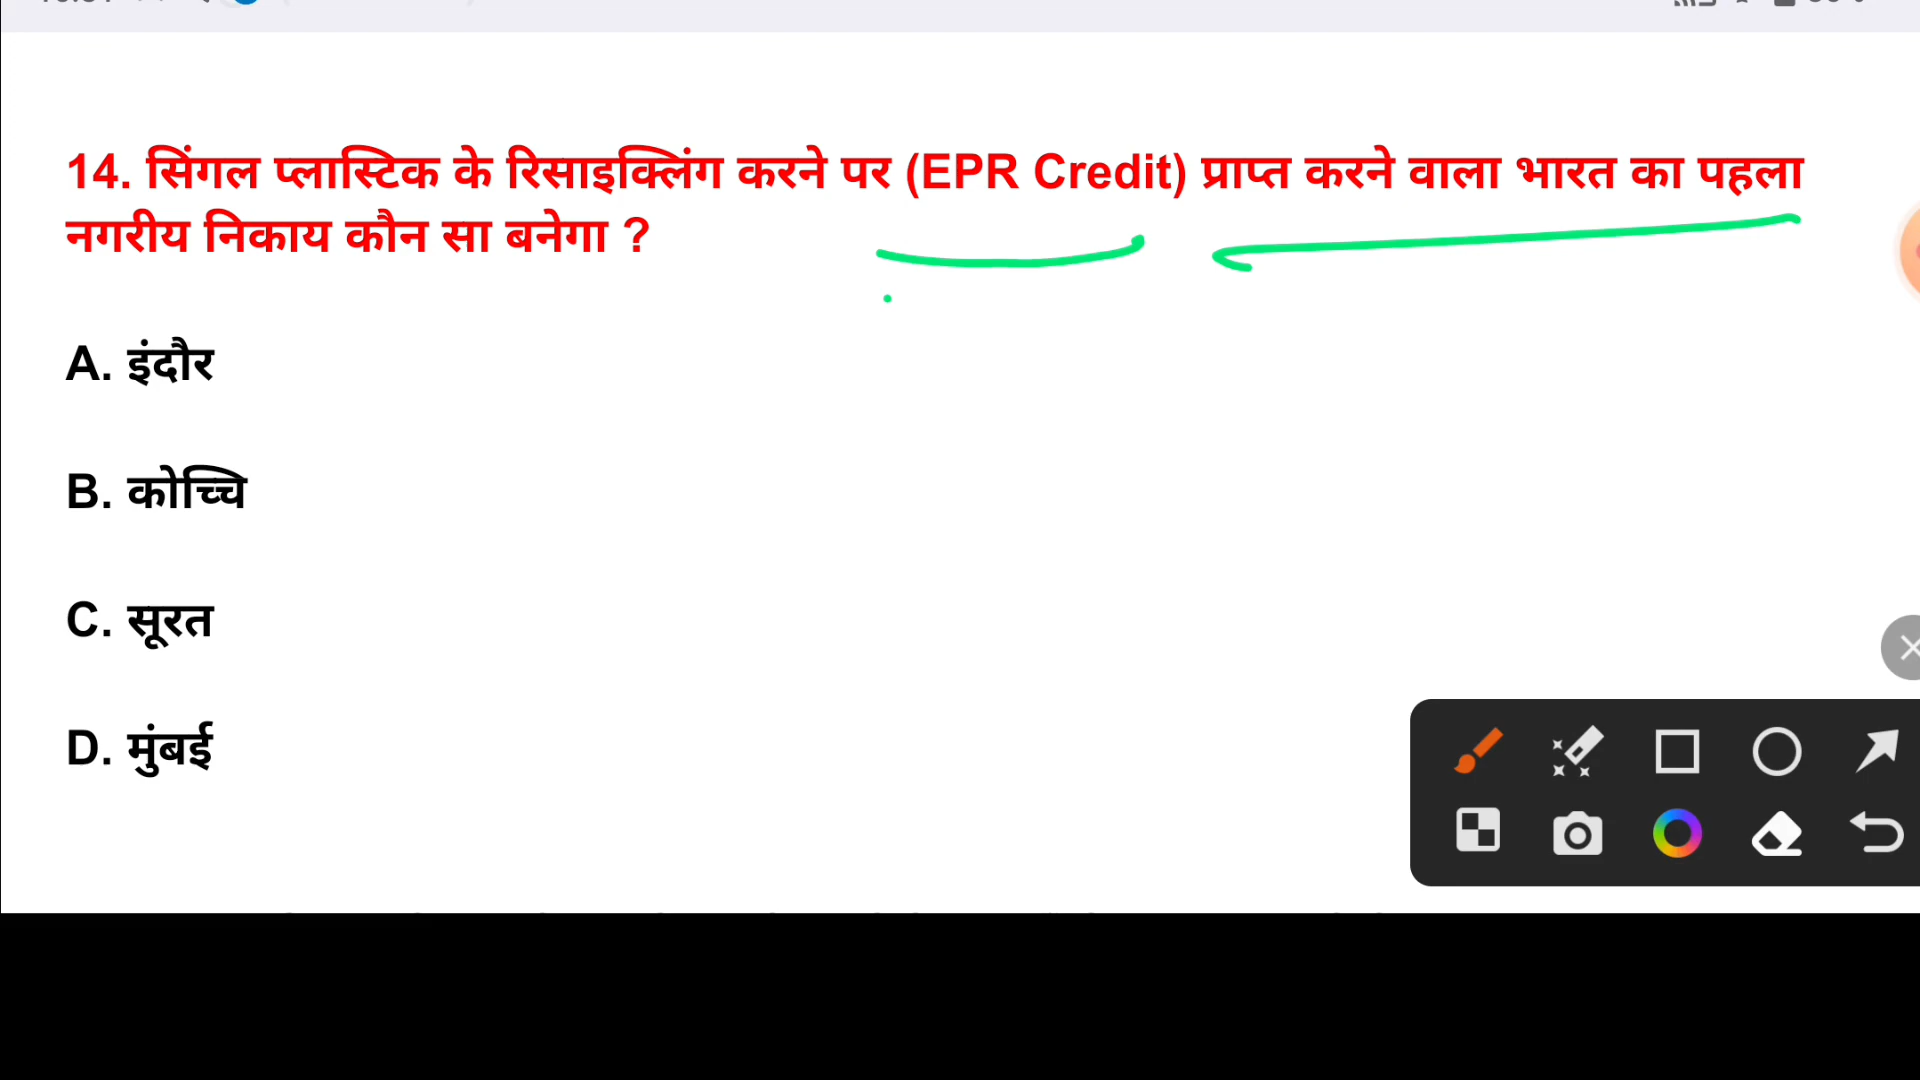 14. सिंगल प्लास्टिक के रिसाइक्लिंग करने पर (EPR Credit) प्राप्त करने वाला भारत का पहला
नगरीय निकाय कौन सा बनेगा ?
A. इंदौर
B. कोच्चि
C. सूरत
D. मुंबई